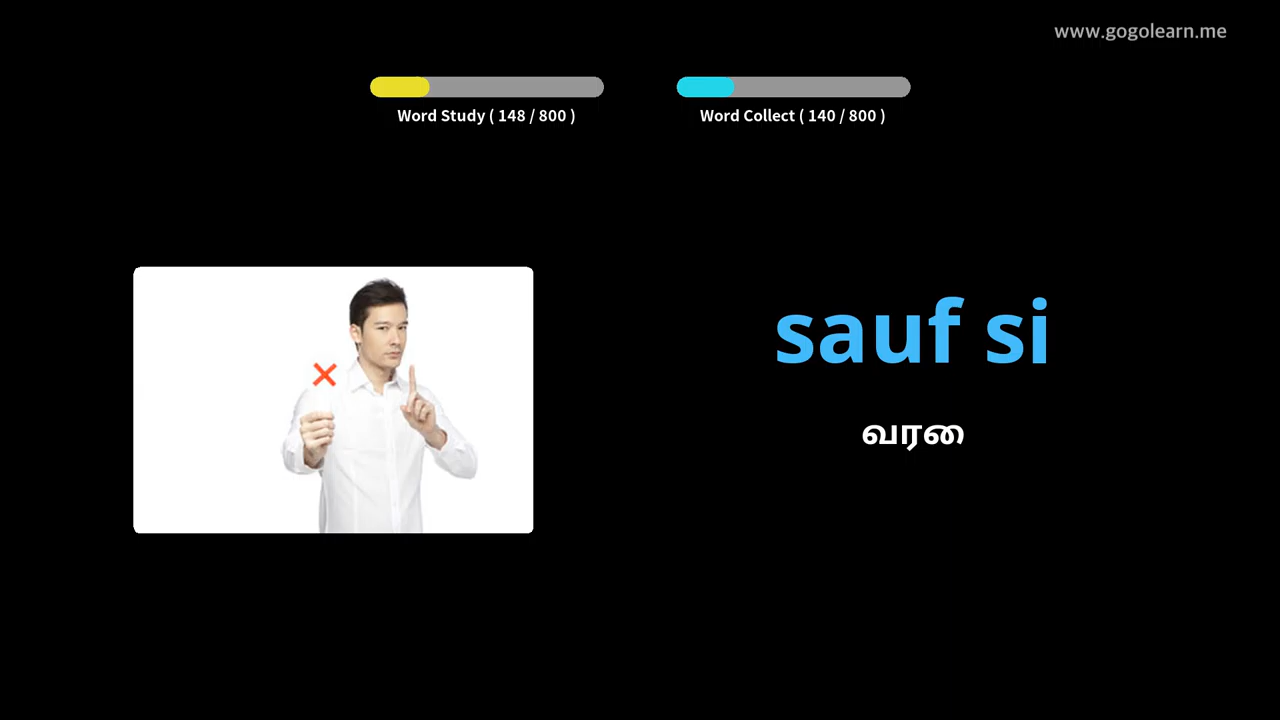 www.gogolearn.me
Word Study ( 148 / 800 )
Word Collect ( 140 / 800 )
sauf si
வரை